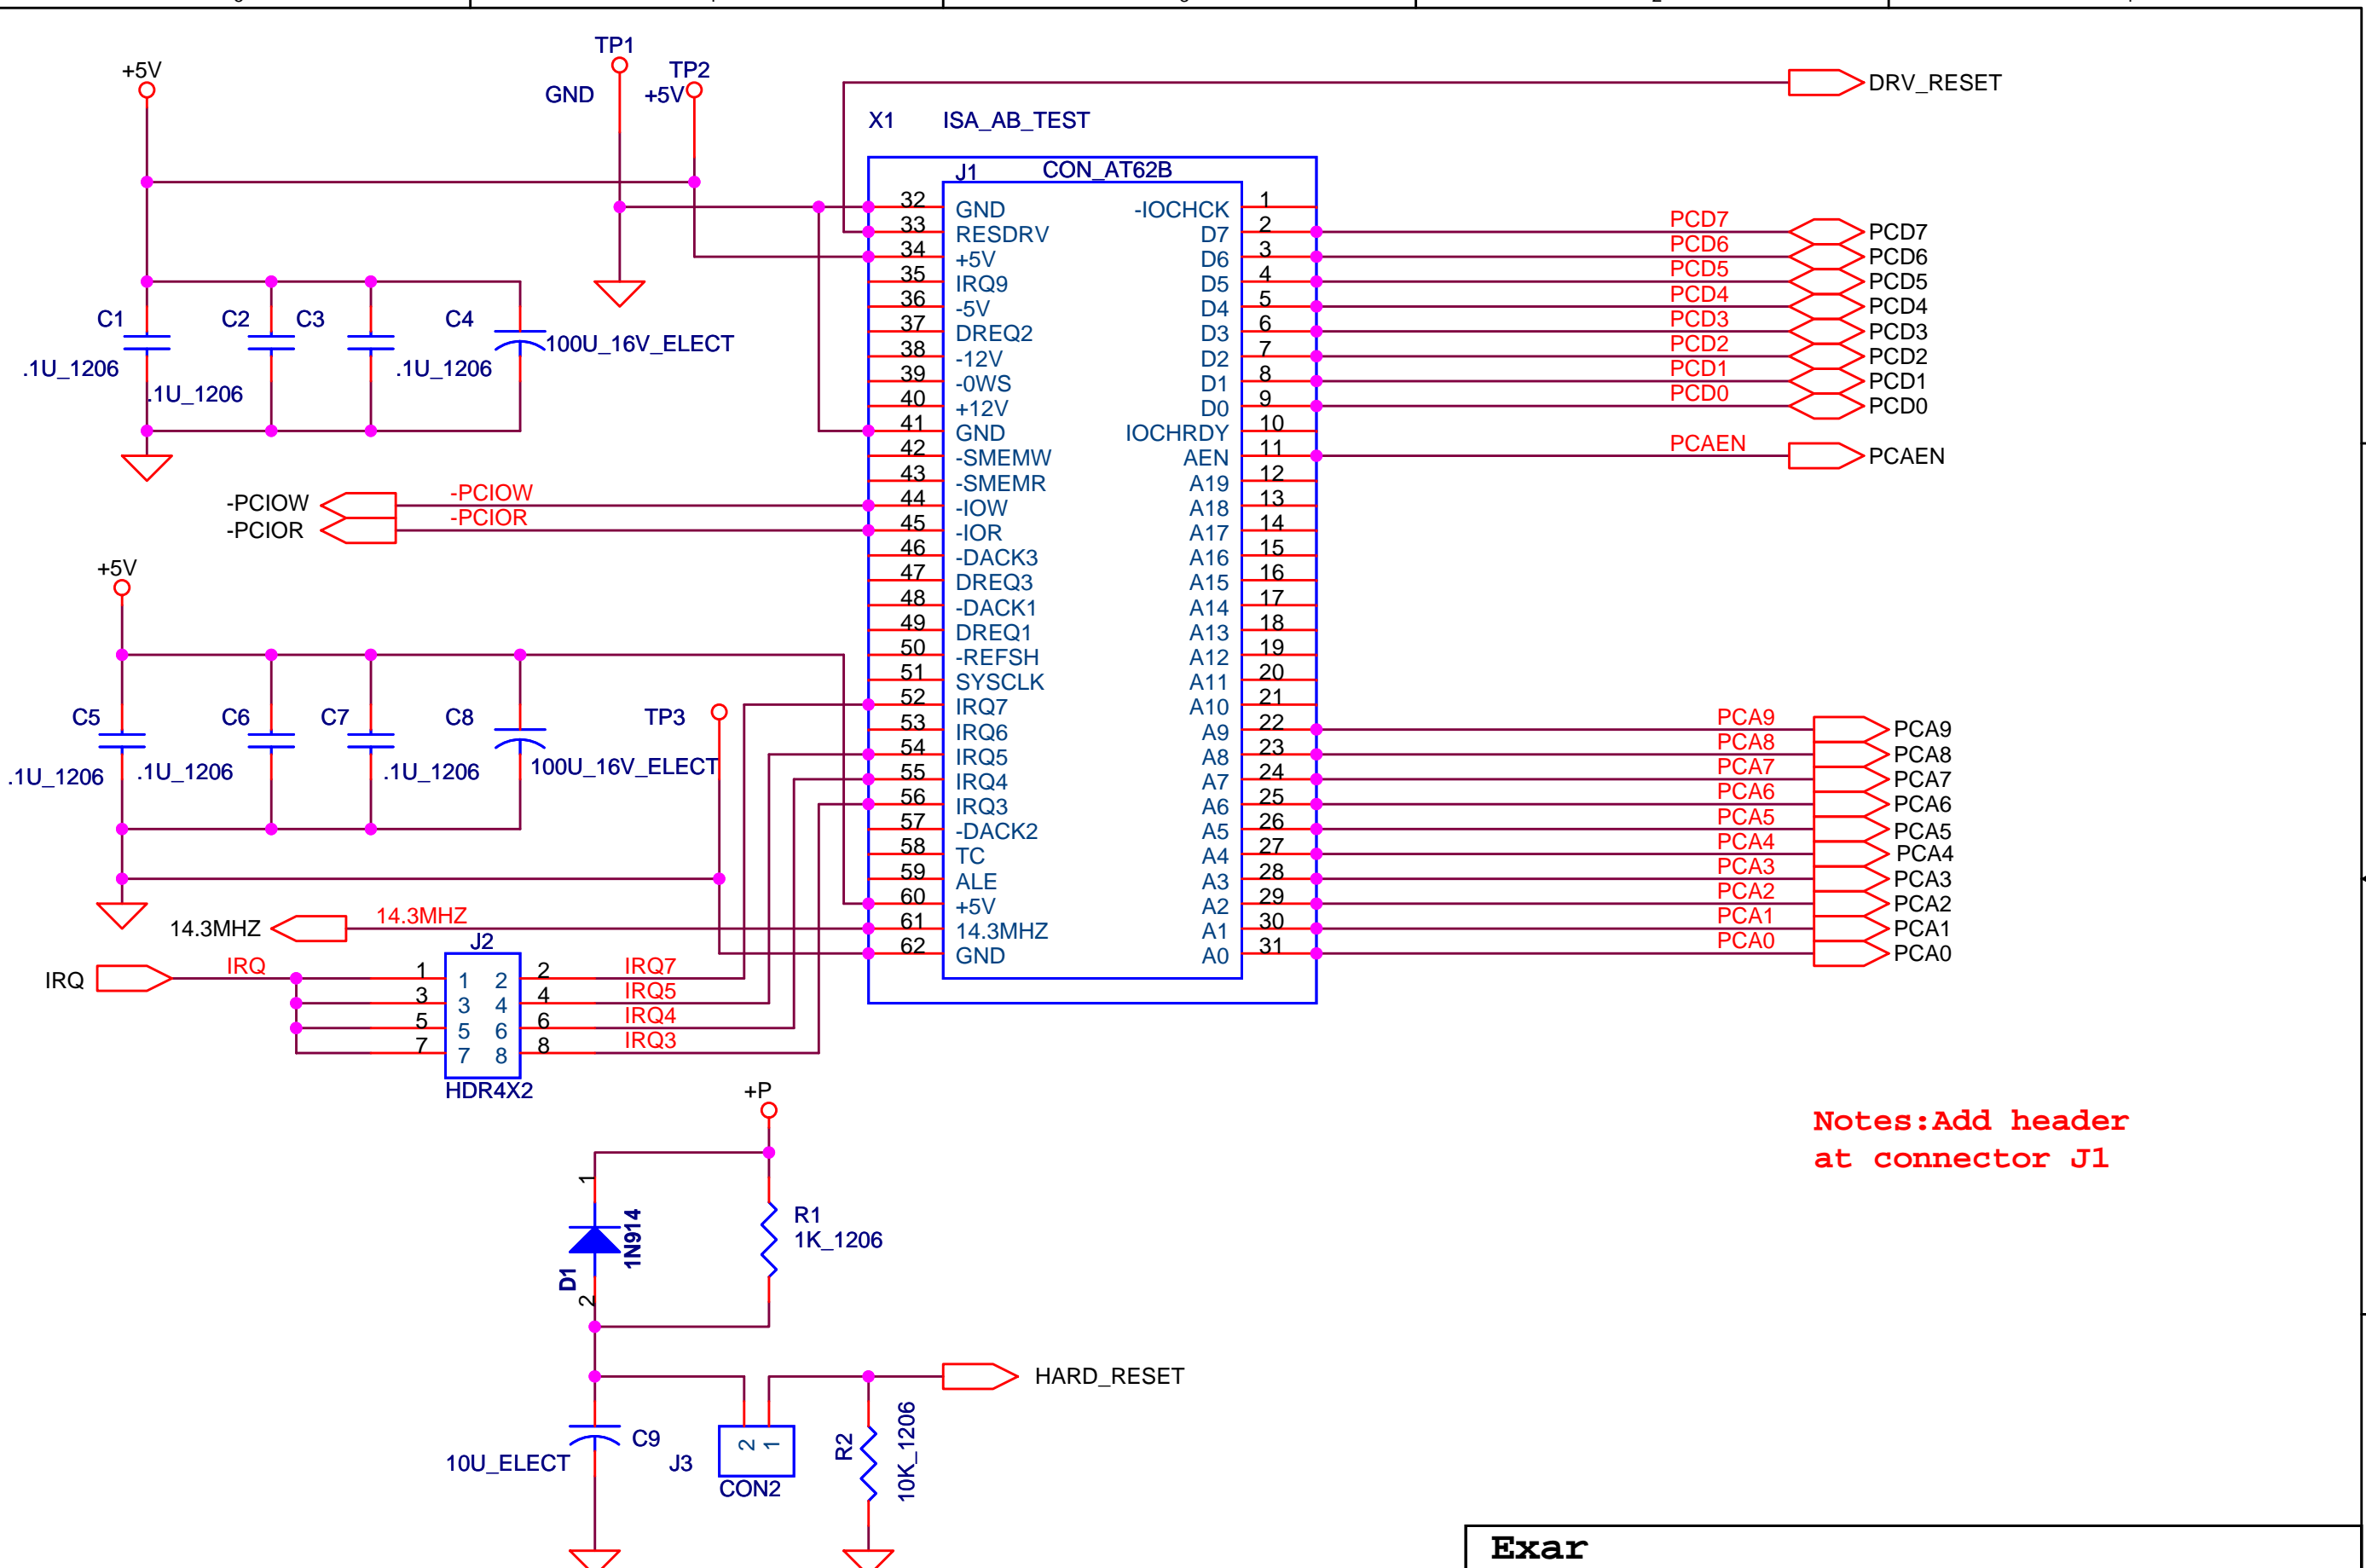 +5V
TP1
GND
TP2
+5V
DRV_RESET
X1 ISA_AB_TEST
J1 CON_AT62B
32 GND -IOCHCK 1
33 RESDRV D7 2 PCD7 PCD7
34 +5V D6 3 PCD6 PCD6
35 IRQ9 D5 4 PCD5 PCD5
36 -5V D4 5 PCD4 PCD4
37 DREQ2 D3 6 PCD3 PCD3
38 -12V D2 7 PCD2 PCD2
39 -0WS D1 8 PCD1 PCD1
40 +12V D0 9 PCD0 PCD0
41 GND IOCHRDY 10
42 -SMEMW AEN 11 PCAEN PCAEN
43 -SMEMR A19 12
44 -IOW A18 13
45 -IOR A17 14
46 -DACK3 A16 15
47 DREQ3 A15 16
48 -DACK1 A14 17
49 DREQ1 A13 18
50 -REFSH A12 19
51 SYSCLK A11 20
52 IRQ7 A10 21
53 IRQ6 A9 22 PCA9 PCA9
54 IRQ5 A8 23 PCA8 PCA8
55 IRQ4 A7 24 PCA7 PCA7
56 IRQ3 A6 25 PCA6 PCA6
57 -DACK2 A5 26 PCA5 PCA5
58 TC A4 27 PCA4 PCA4
59 ALE A3 28 PCA3 PCA3
60 +5V A2 29 PCA2 PCA2
61 14.3MHZ A1 30 PCA1 PCA1
62 GND A0 31 PCA0 PCA0
C1 C2 C3 C4
100U_16V_ELECT
.1U_1206 .1U_1206
.1U_1206
-PCIOW -PCIOW
-PCIOR -PCIOR
+5V
C5 C6 C7 C8 TP3
100U_16V_ELECT
.1U_1206 .1U_1206 .1U_1206
14.3MHZ 14.3MHZ
J2
IRQ IRQ
1 1 2 2 IRQ7
3 3 4 4 IRQ5
5 5 6 6 IRQ4
7 7 8 8 IRQ3
HDR4X2
+P
1
D1
1N914
2
R1
1K_1206
HARD_RESET
C9
10U_ELECT
J3
2 1
CON2
R2
10K_1206
Notes:Add header
at connector J1
Exar